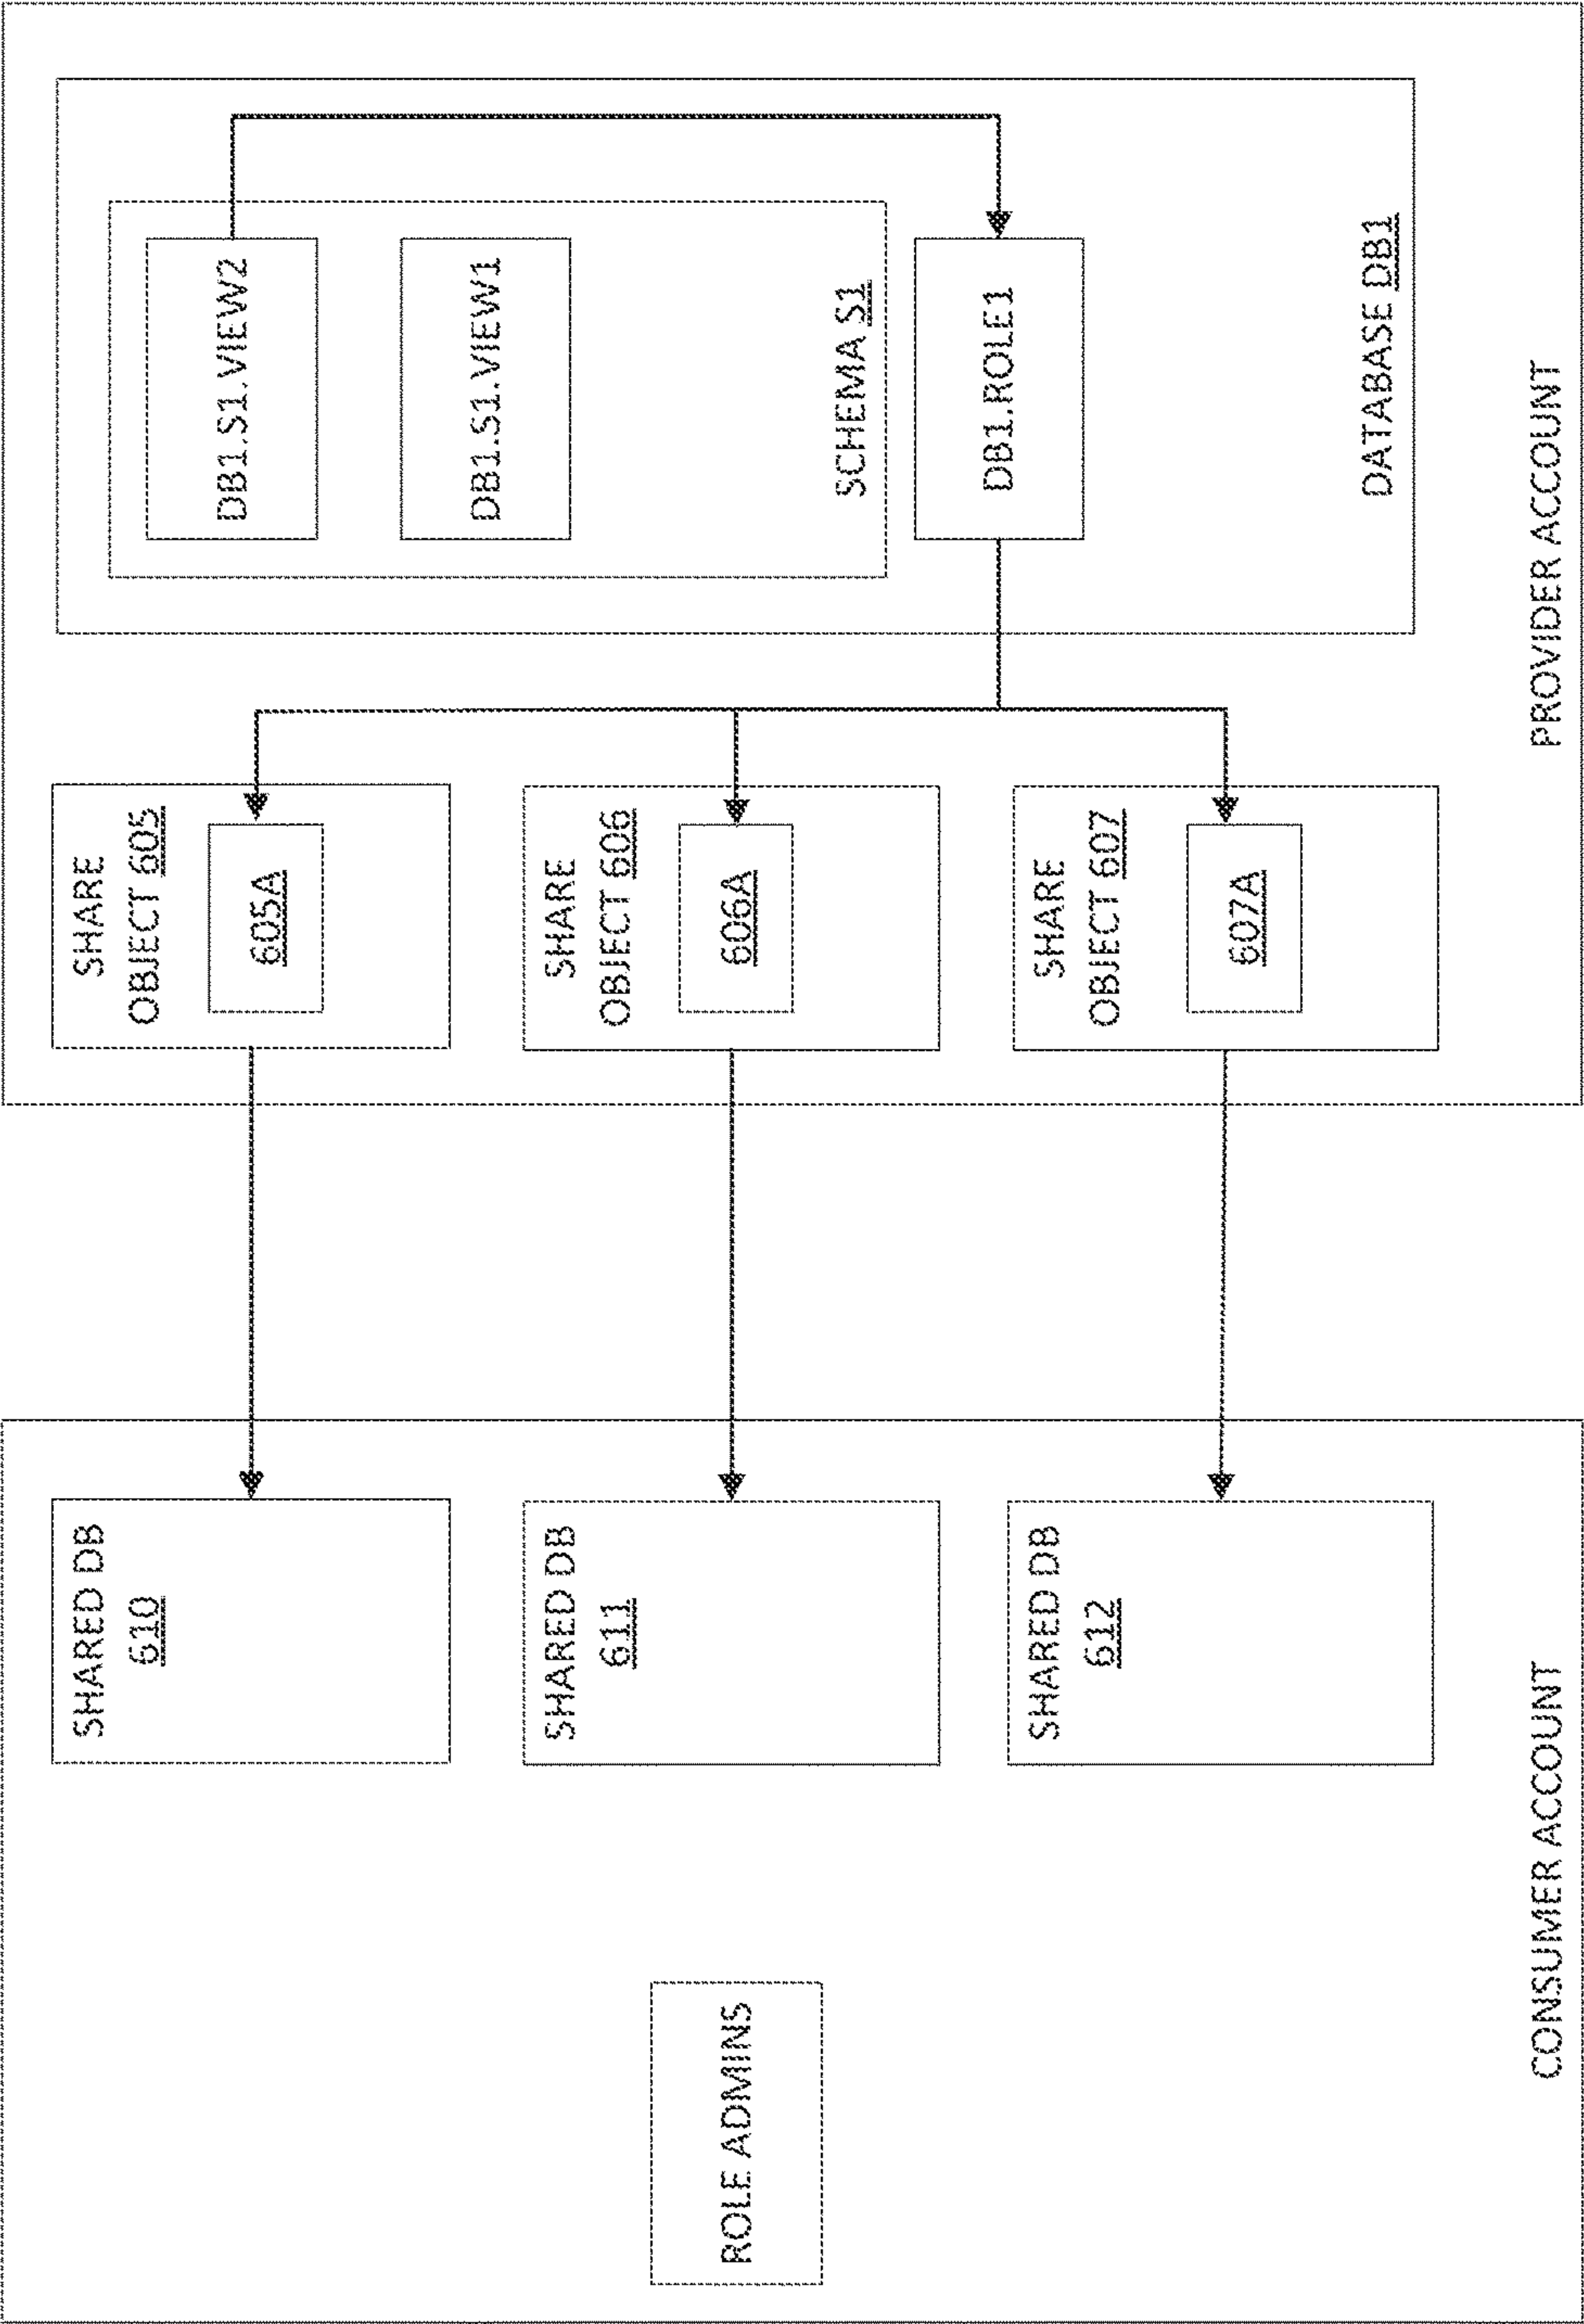 CONSUMER ACCOUNT
ROLE ADMINS
SHARED DB
610
SHARED DB
611
SHARED DB
612
PROVIDER ACCOUNT
SHARE
OBJECT 605
605A
SHARE
OBJECT 606
606A
SHARE
OBJECT 607
607A
DB1.S1.VIEW2
DB1.S1.VIEW1
SCHEMA S1
DB1.ROLE1
DATABASE DB1